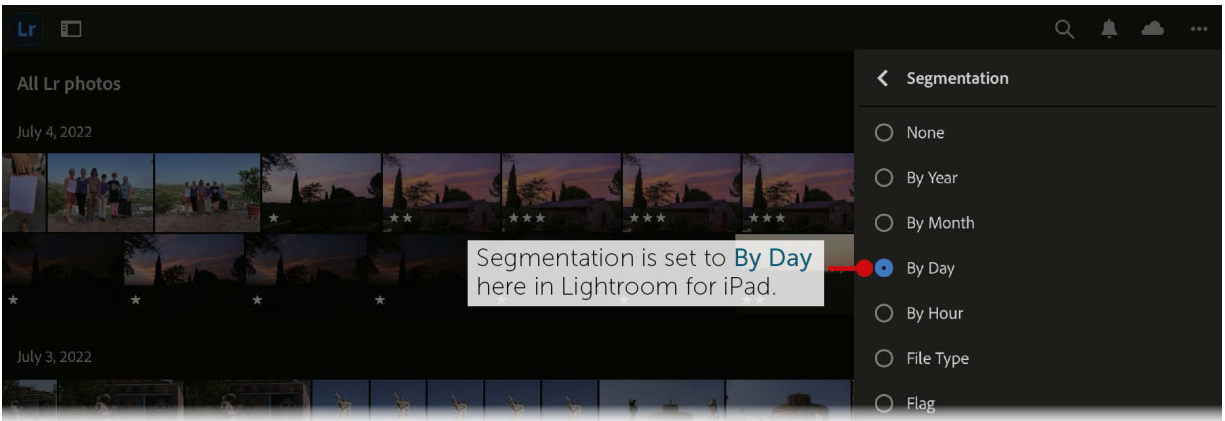 Lr
All Lr photos
July 4, 2022
Segmentation is set to By Day
here in Lightroom for iPad.
July 3, 2022
Segmentation
None
By Year
By Month
By Day
By Hour
File Type
Flag